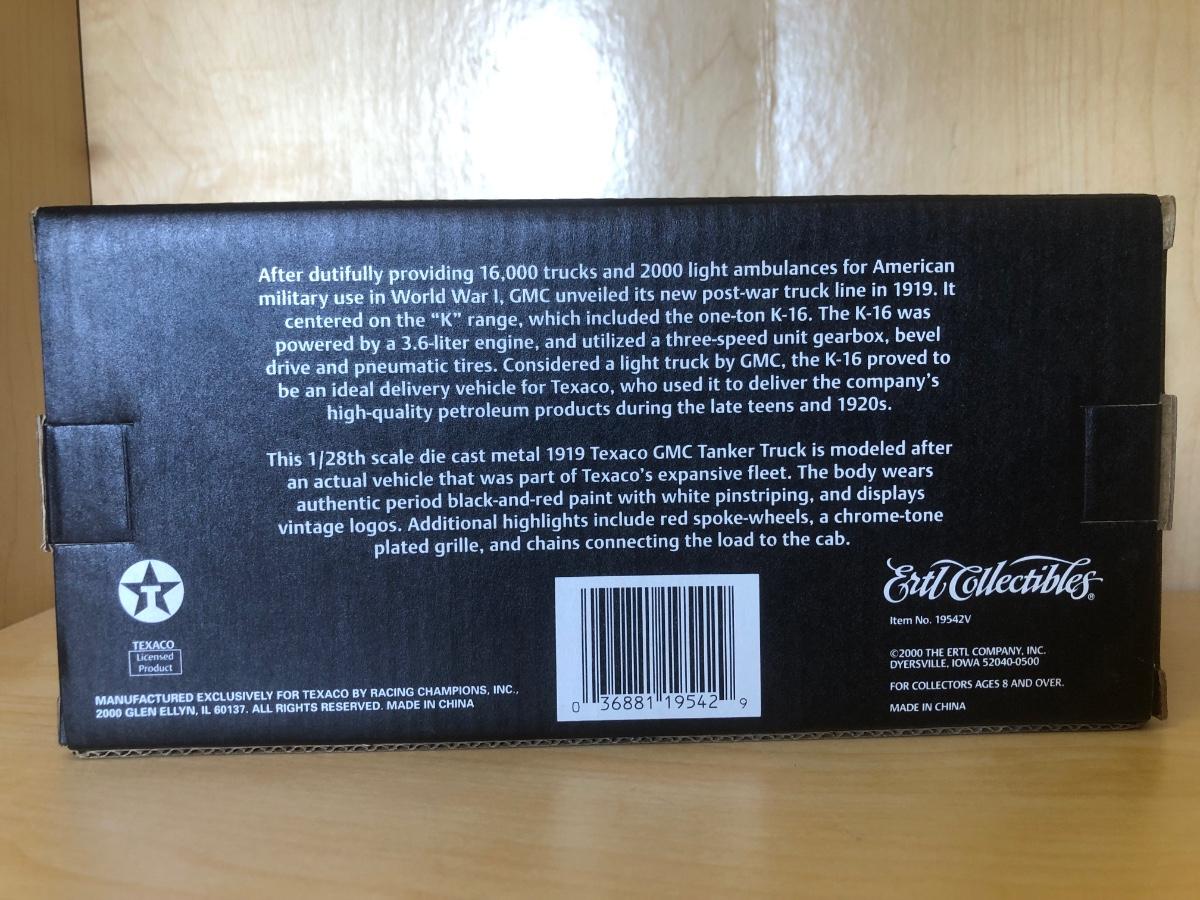 After dutifully providing 16,000 trucks and 2000 light ambulances for American
military use in World War I, GMC unveiled its new post-war truck line in 1919. It
centered on the “K” range, which included the one-ton K-16. The K-16 was
powered by a 3.6-liter engine, and utilized a three-speed unit gearbox, bevel
drive and pneumatic tires. Considered a light truck by GMC, the K-16 proved to
be an ideal delivery vehicle for Texaco, who used it to deliver the company’s
high-quality petroleum products during the late teens and 1920s.
This 1/28th scale die cast metal 1919 Texaco GMC Tanker Truck is modeled after
an actual vehicle that was part of Texaco’s expansive fleet. The body wears
authentic period black-and-red paint with white pinstriping, and displays
vintage logos. Additional highlights include red spoke-wheels, a chrome-tone
plated grille, and chains connecting the load to the cab.
T
TEXACO
Licensed
Product
MANUFACTURED EXCLUSIVELY FOR TEXACO BY RACING CHAMPIONS, INC.,
2000 GLEN ELLYN, IL 60137. ALL RIGHTS RESERVED. MADE IN CHINA
0 36881 19542 9
Ertl Collectibles®
Item No. 19542V
©2000 THE ERTL COMPANY, INC.
DYERSVILLE, IOWA 52040-0500
FOR COLLECTORS AGES 8 AND OVER.
MADE IN CHINA